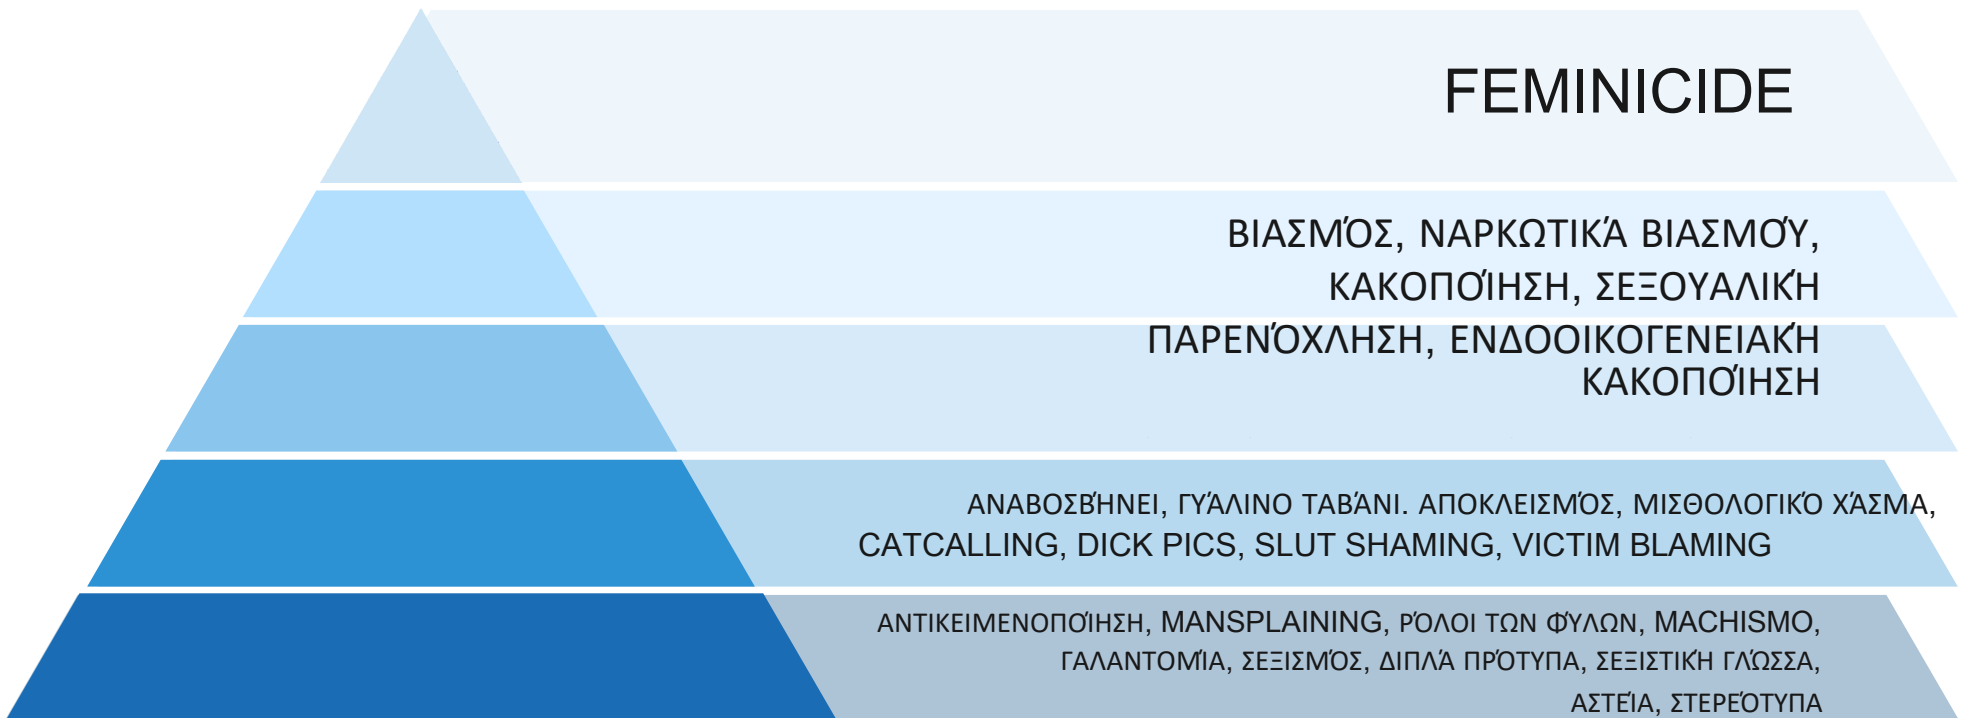 FEMINICIDE
ΒΙΑΣΜΌΣ, ΝΑΡΚΩΤΙΚΆ ΒΙΑΣΜΟΎ,
ΚΑΚΟΠΟΊΗΣΗ, ΣΕΞΟΥΑΛΙΚΉ
ΠΑΡΕΝΌΧΛΗΣΗ, ΕΝΔΟΟΙΚΟΓΕΝΕΙΑΚΉ
ΚΑΚΟΠΟΊΗΣΗ
ΑΝΑΒΟΣΒΉΝΕΙ, ΓΥΆΛΙΝΟ ΤΑΒΆΝΙ. ΑΠΟΚΛΕΙΣΜΌΣ, ΜΙΣΘΟΛΟΓΙΚΌ ΧΆΣΜΑ,
CATCALLING, DICK PICS, SLUT SHAMING, VICTIM BLAMING
ΑΝΤΙΚΕΙΜΕΝΟΠΟΊΗΣΗ, MANSPLAINING, ΡΌΛΟΙ ΤΩΝ ΦΎΛΩΝ, MACHISMO,
ΓΑΛΑΝΤΟΜΊΑ, ΣΕΞΙΣΜΌΣ, ΔΙΠΛΆ ΠΡΌΤΥΠΑ, ΣΕΞΙΣΤΙΚΉ ΓΛΏΣΣΑ,
ΑΣΤΕΊΑ, ΣΤΕΡΕΌΤΥΠΑ